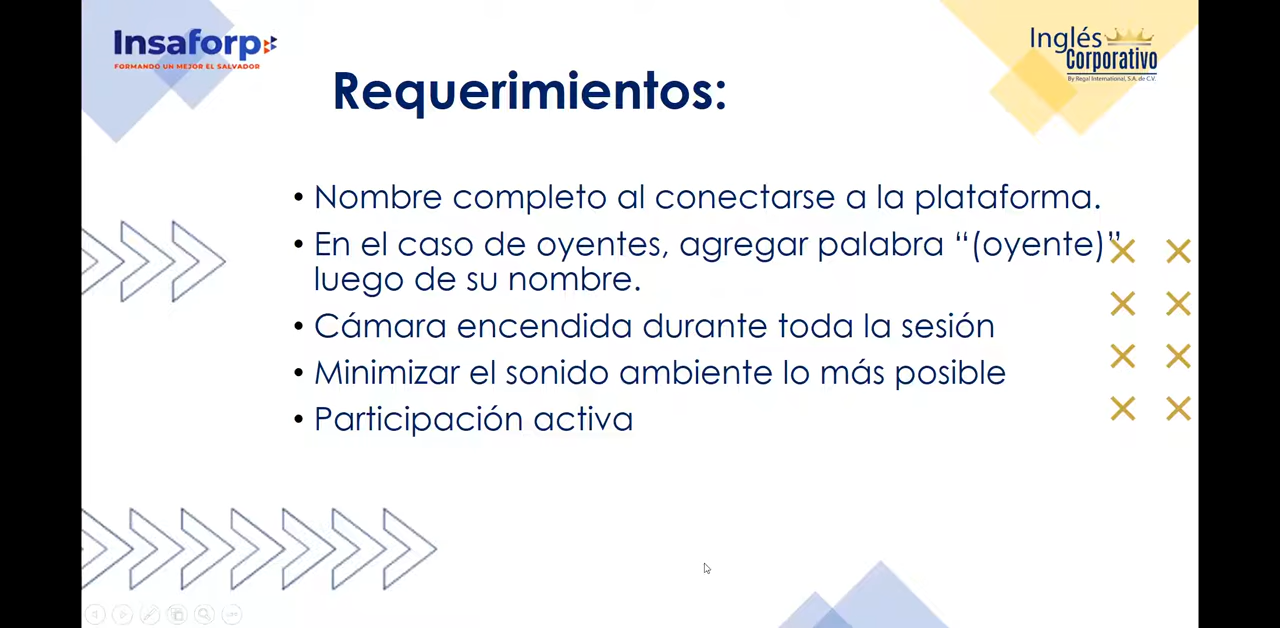 Insaforp
FORMANDO UN MEJOR EL SALVADOR
Inglés
Corporativo
By Regal International, S.A. de C.V.
Requerimientos:
• Nombre completo al conectarse a la plataforma.
• En el caso de oyentes, agregar palabra “(oyente)”
luego de su nombre.
• Cámara encendida durante toda la sesión
• Minimizar el sonido ambiente lo más posible
• Participación activa